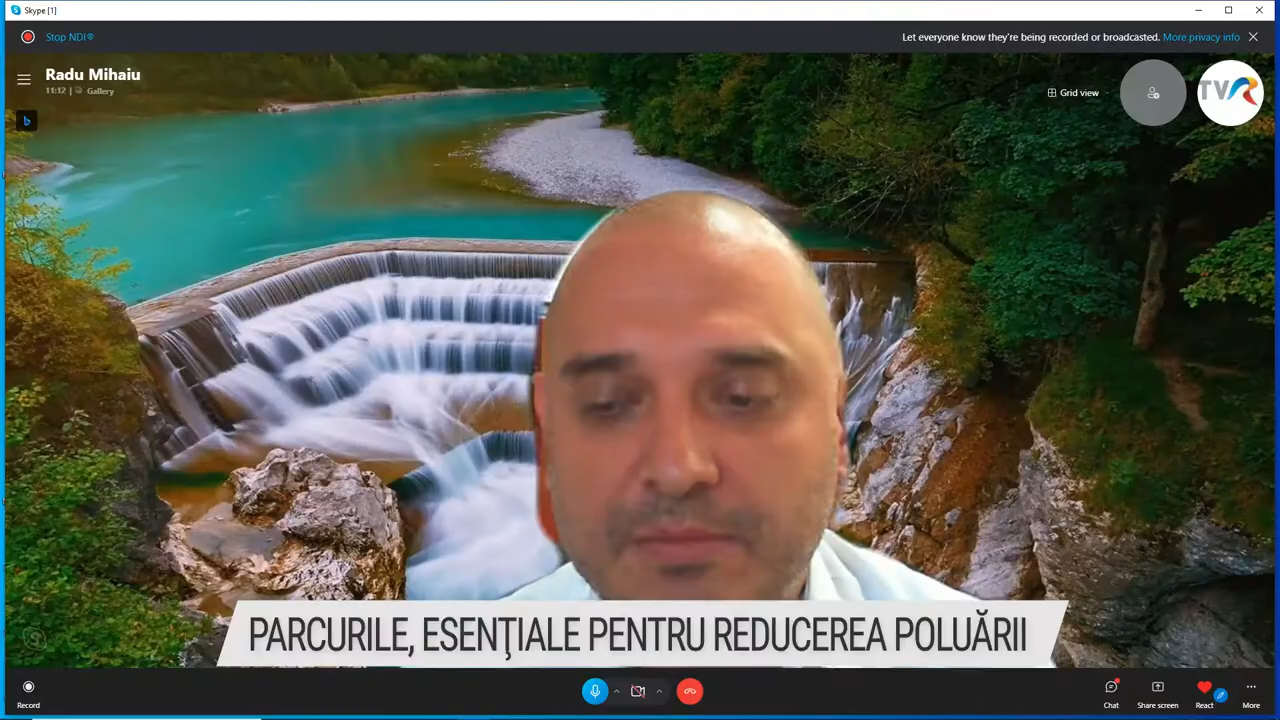 Skype [1]
Stop NDI®
Let everyone know they're being recorded or broadcasted. More privacy info
Radu Mihaiu
11:12 | Gallery
Grid view
TVR
PARCURILE, ESENȚIALE PENTRU REDUCEREA POLUĂRII
Record
Chat
Share screen
React
More